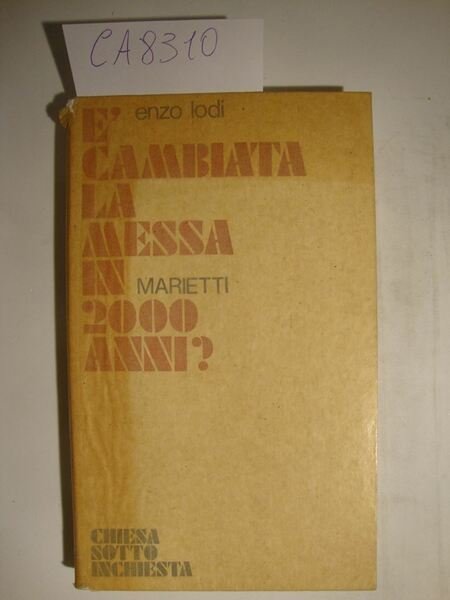 CA8310
enzo lodi
E'
CAMBIATA
LA
MESSA
IN
MARIETTI
2000
ANNI?
CHIESA
SOTTO
INCHIESTA